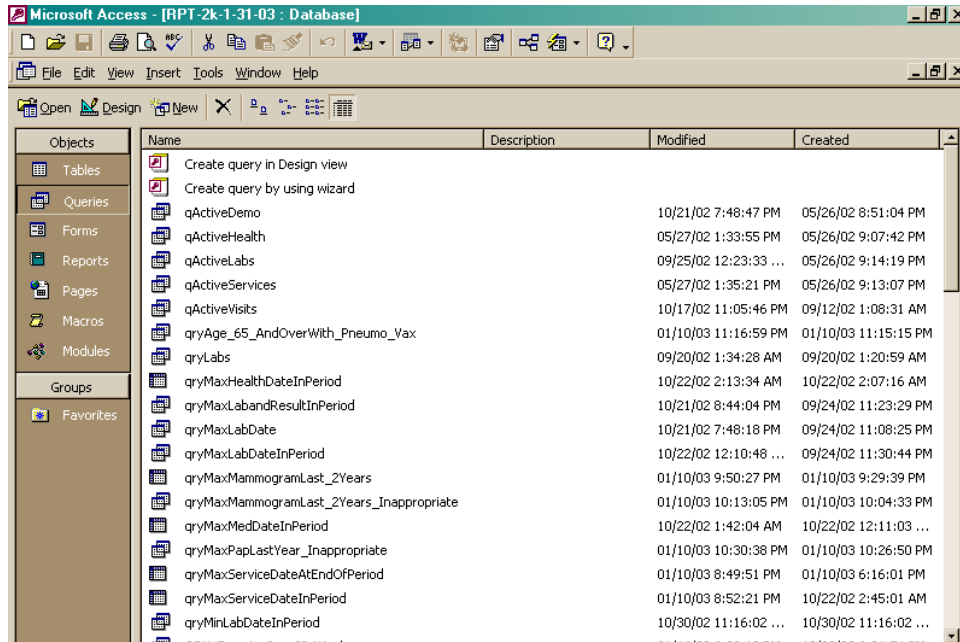 Microsoft Access - [RPT-2k-1-31-03 : Database]
File Edit View Insert Tools Window Help
Open Design New
Objects
Tables
Queries
Forms
Reports
Pages
Macros
Modules
Groups
Favorites
Name Description Modified Created
Create query in Design view
Create query by using wizard
qActiveDemo 10/21/02 7:48:47 PM 05/26/02 8:51:04 PM
qActiveHealth 05/27/02 1:33:55 PM 05/26/02 9:07:42 PM
qActiveLabs 09/25/02 12:23:33 ... 05/26/02 9:14:19 PM
qActiveServices 05/27/02 1:35:21 PM 05/26/02 9:13:07 PM
qActiveVisits 10/17/02 11:05:46 PM 09/12/02 1:08:31 AM
qryAge_65_AndOverWith_Pneumo_Vax 01/10/03 11:16:59 PM 01/10/03 11:15:15 PM
qryLabs 09/20/02 1:34:28 AM 09/20/02 1:20:59 AM
qryMaxHealthDateInPeriod 10/22/02 2:13:34 AM 10/22/02 2:07:16 AM
qryMaxLabandResultInPeriod 10/21/02 8:44:04 PM 09/24/02 11:23:29 PM
qryMaxLabDate 10/21/02 7:48:18 PM 09/24/02 11:08:25 PM
qryMaxLabDateInPeriod 10/22/02 12:10:48 ... 09/24/02 11:30:44 PM
qryMaxMammogramLast_2Years 01/10/03 9:50:27 PM 01/10/03 9:29:39 PM
qryMaxMammogramLast_2Years_Inappropriate 01/10/03 10:13:05 PM 01/10/03 10:04:33 PM
qryMaxMedDateInPeriod 10/22/02 1:42:04 AM 10/22/02 12:11:03 ...
qryMaxPapLastYear_Inappropriate 01/10/03 10:30:38 PM 01/10/03 10:26:50 PM
qryMaxServiceDateAtEndOfPeriod 01/10/03 8:49:51 PM 01/10/03 6:16:01 PM
qryMaxServiceDateInPeriod 01/10/03 8:52:21 PM 10/22/02 2:45:01 AM
qryMinLabDateInPeriod 10/30/02 11:16:02 ... 10/30/02 11:16:02 ...